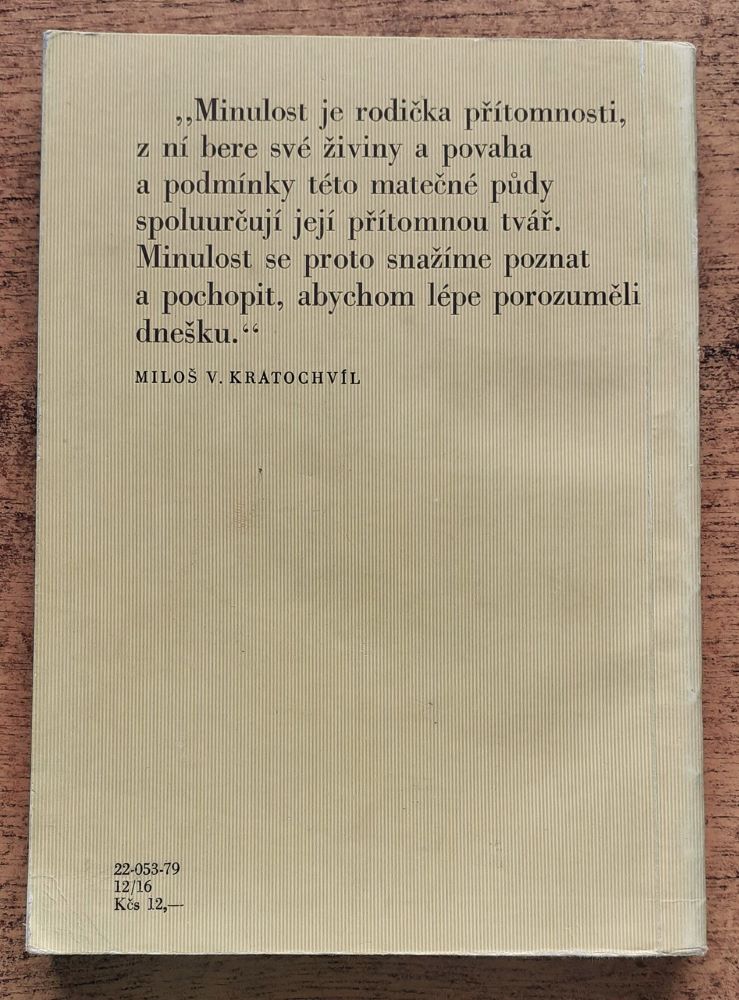 „Minulost je rodička přítomnosti,
z ní bere své živiny a povaha
a podmínky této matečné půdy
spoluurčují její přítomnou tvář.
Minulost se proto snažíme poznat
a pochopit, abychom lépe porozuměli
dnešku.“
MILOŠ V. KRATOCHVÍL
22-053-79
12/16
Kčs 12,—